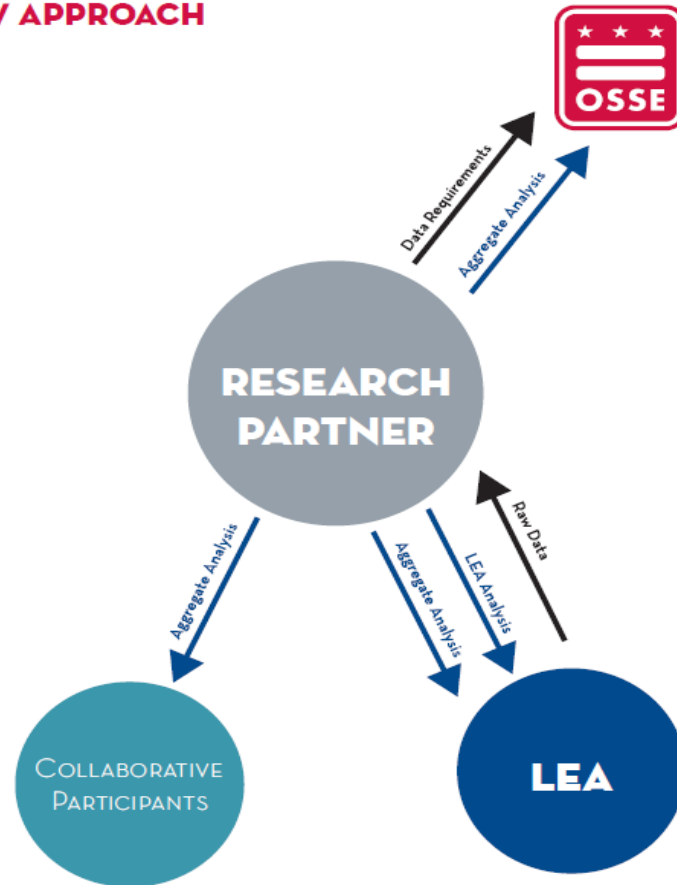 APPROACH
OSSE
Data Requirements
Aggregate Analysis
RESEARCH
PARTNER
Aggregate Analysis
Aggregate Analysis
LEA Analysis
Raw Data
COLLABORATIVE
PARTICIPANTS
LEA